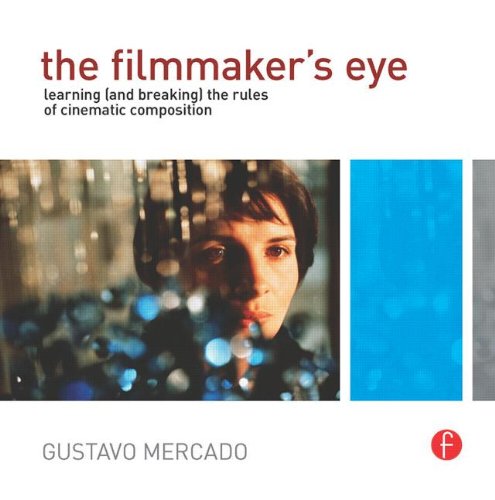 the filmmaker's eye
learning (and breaking) the rules
of cinematic composition
GUSTAVO MERCADO
f